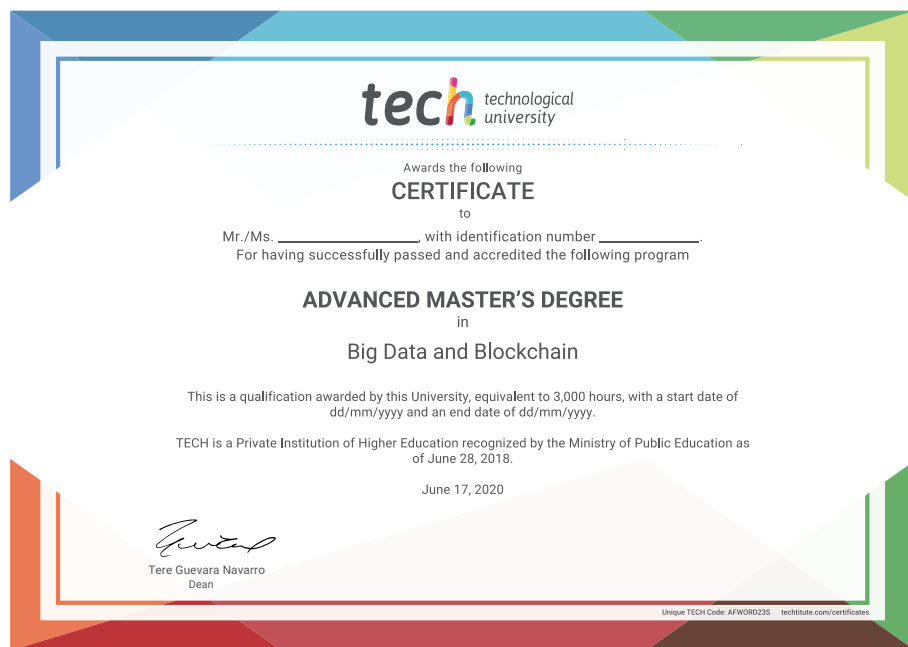 tech technological
university
Awards the following
CERTIFICATE
to
Mr./Ms. ____________________, with identification number ______________.
For having successfully passed and accredited the following program
ADVANCED MASTER'S DEGREE
in
Big Data and Blockchain
This is a qualification awarded by this University, equivalent to 3,000 hours, with a start date of
dd/mm/yyyy and an end date of dd/mm/yyyy.
TECH is a Private Institution of Higher Education recognized by the Ministry of Public Education as
of June 28, 2018.
June 17, 2020
Tere Guevara Navarro
Dean
Unique TECH Code: AFWORD23S techtitute.com/certificates